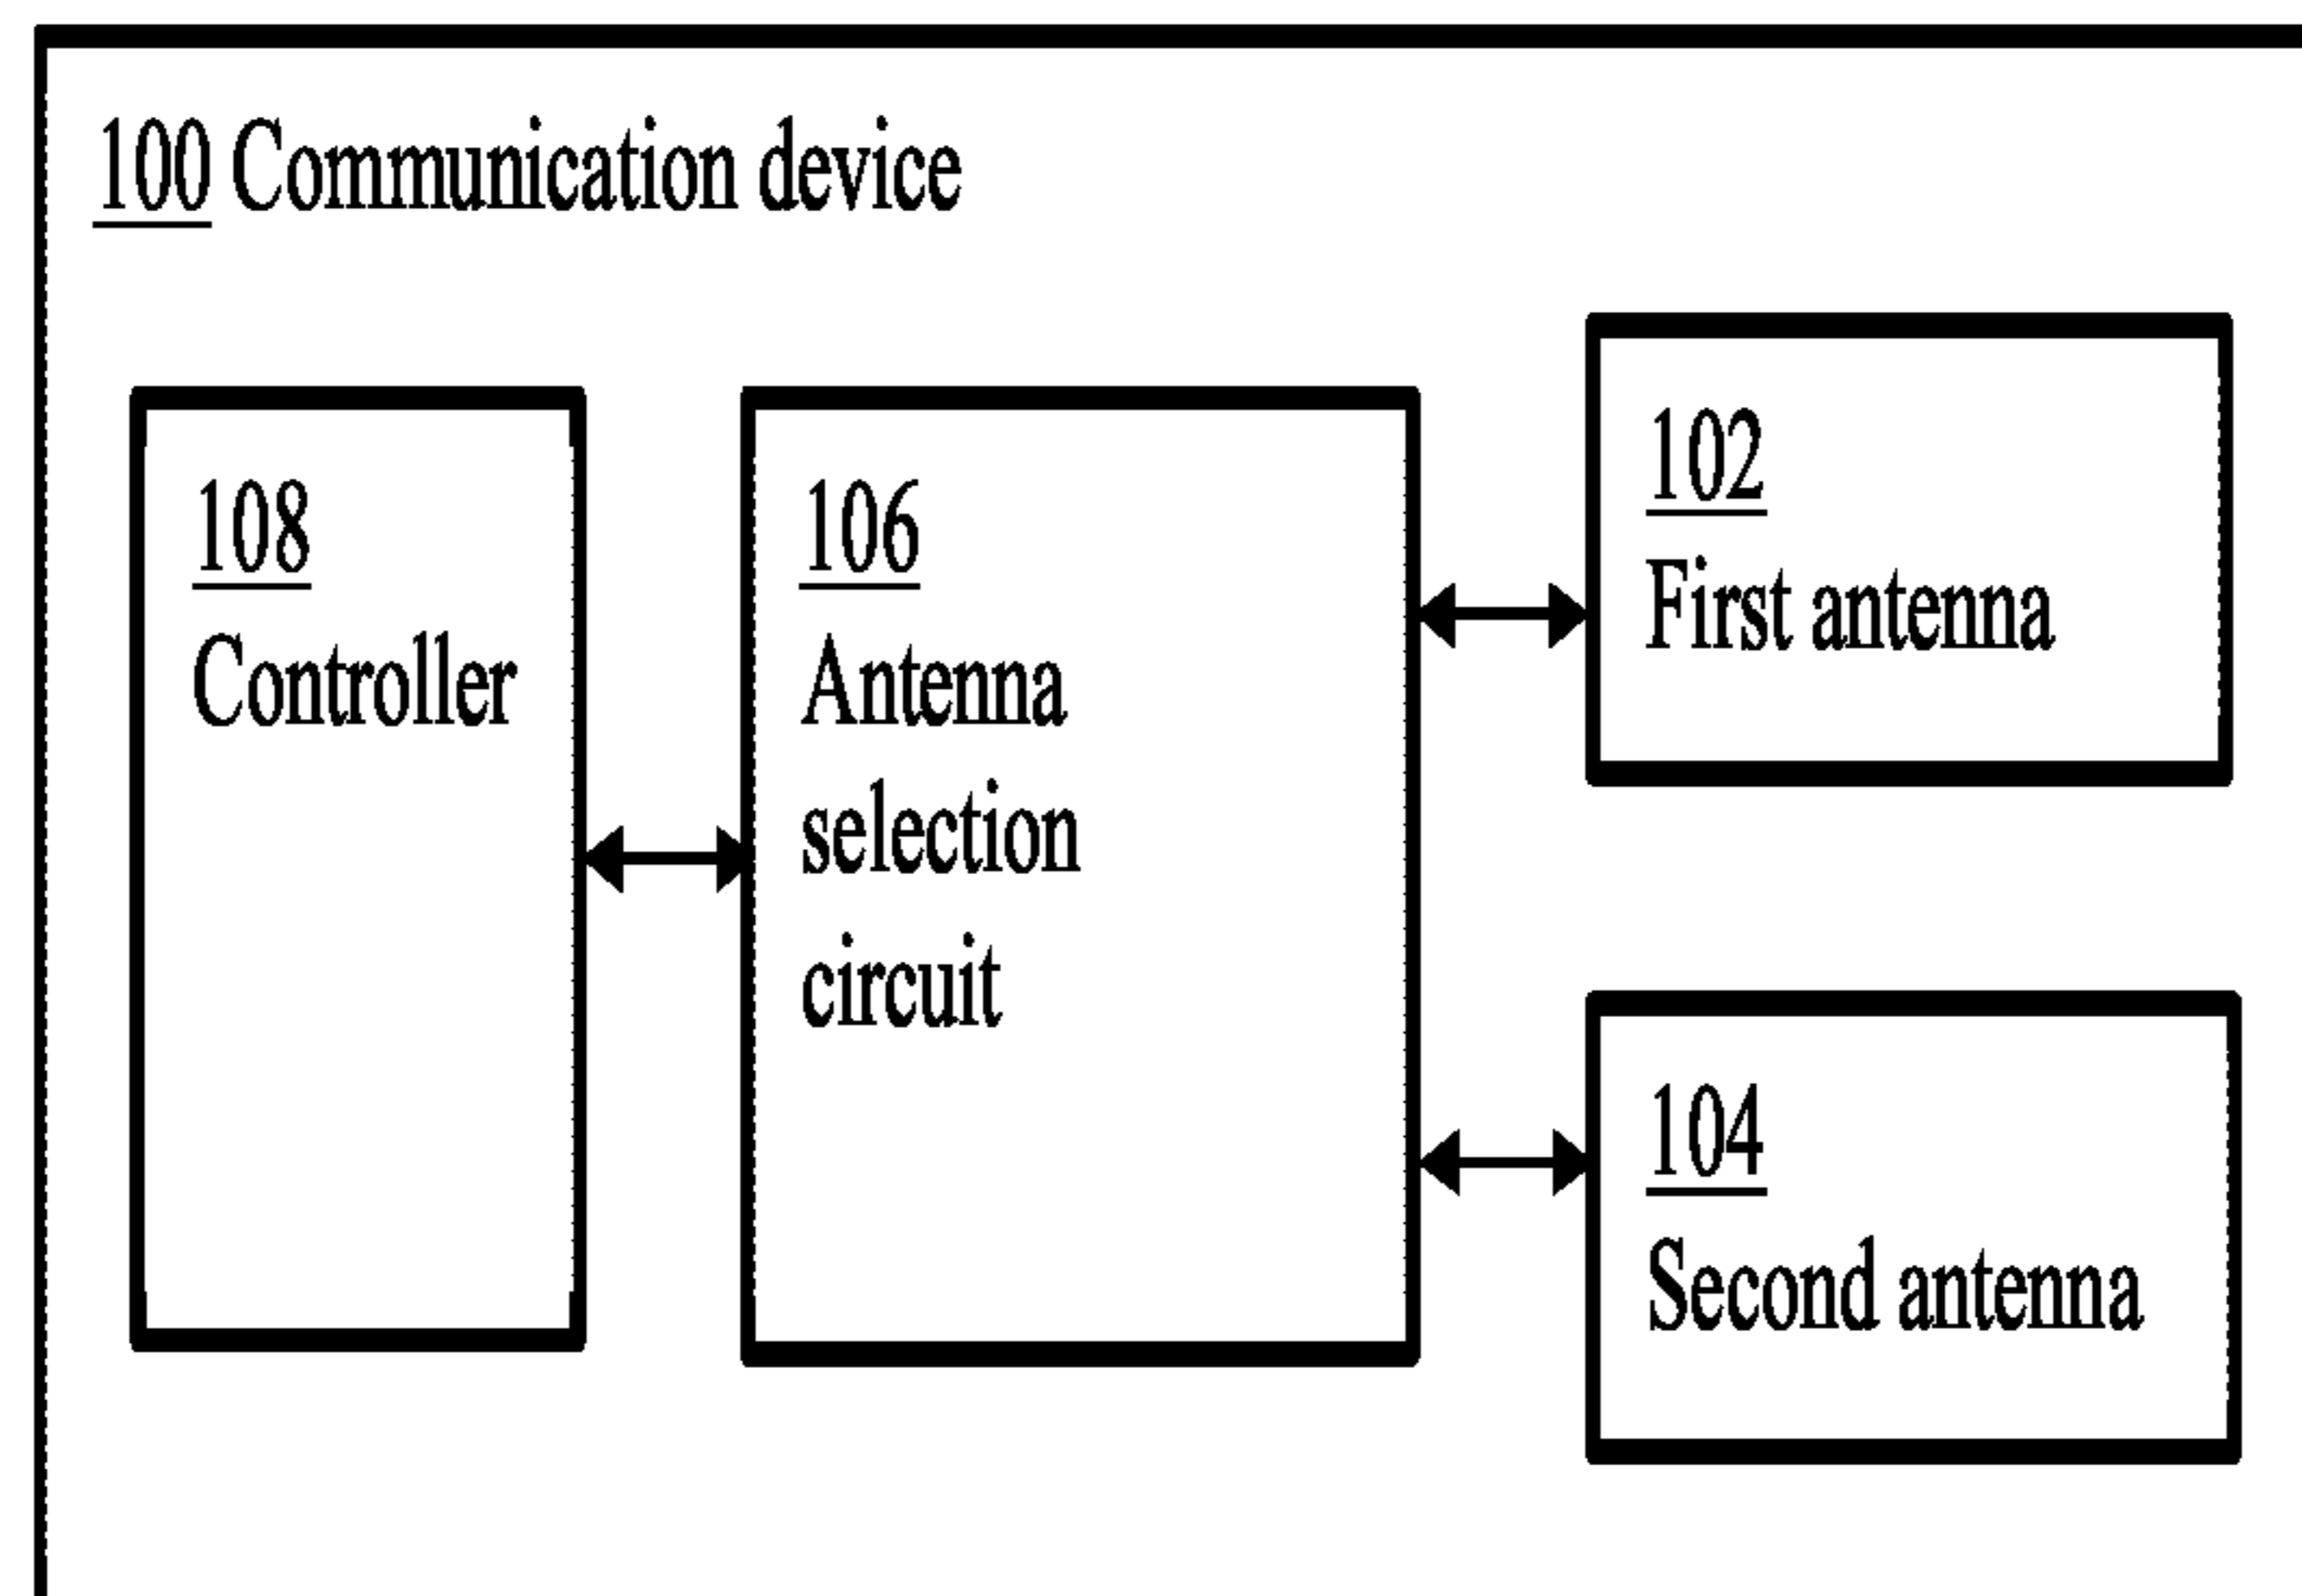 100 Communication device
108
Controller
106
Antenna
selection
circuit
102
First antenna
104
Second antenna